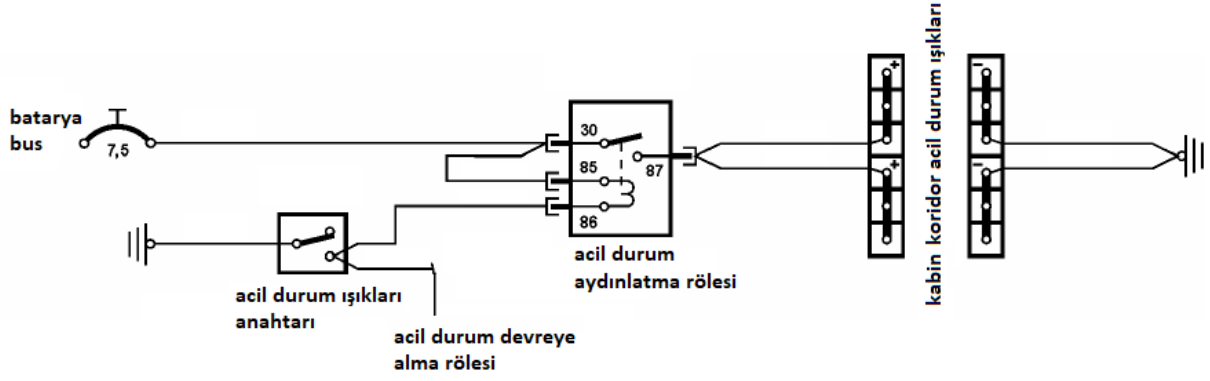 batarya
bus
7,5
30
85
87
86
acil durum
aydınlatma rölesi
acil durum ışıkları
anahtarı
acil durum devreye
alma rölesi
+
+
kabin koridor acil durum ışıkları
−
−